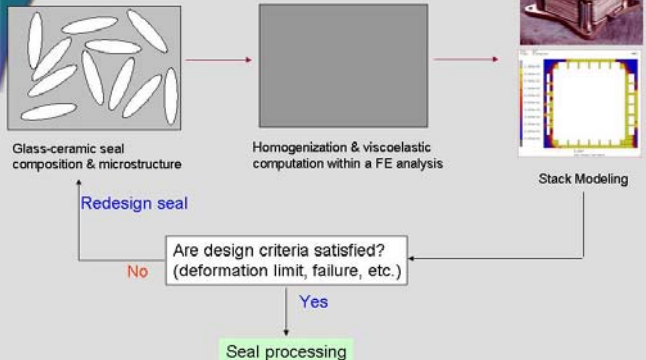 Glass-ceramic seal
composition & microstructure
Homogenization & viscoelastic
computation within a FE analysis
Stack Modeling
Redesign seal
Are design criteria satisfied?
(deformation limit, failure, etc.)
No
Yes
Seal processing